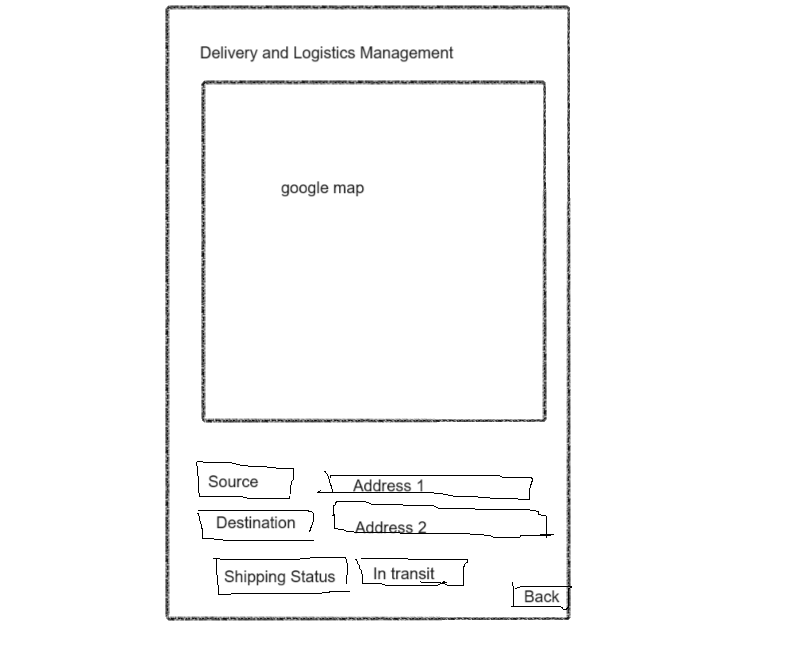 Delivery and Logistics Management
google map
Source Address 1
Destination Address 2
Shipping Status In transit
Back